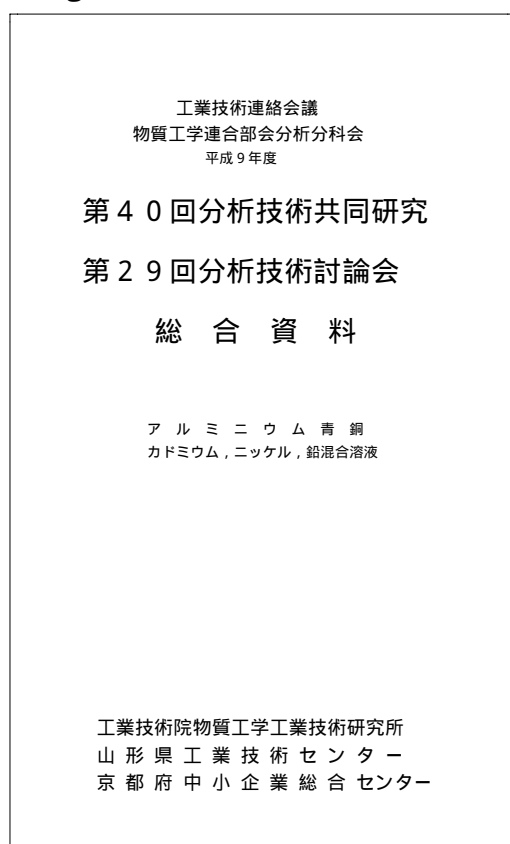 工業技術連絡会議
物質工学連合部会分析分科会
平成９年度
第４０回分析技術共同研究
第２９回分析技術討論会
総合資料
アルミニウム青銅
カドミウム，ニッケル，鉛混合溶液
工業技術院物質工学工業技術研究所
山形県工業技術センター
京都府中小企業総合センター